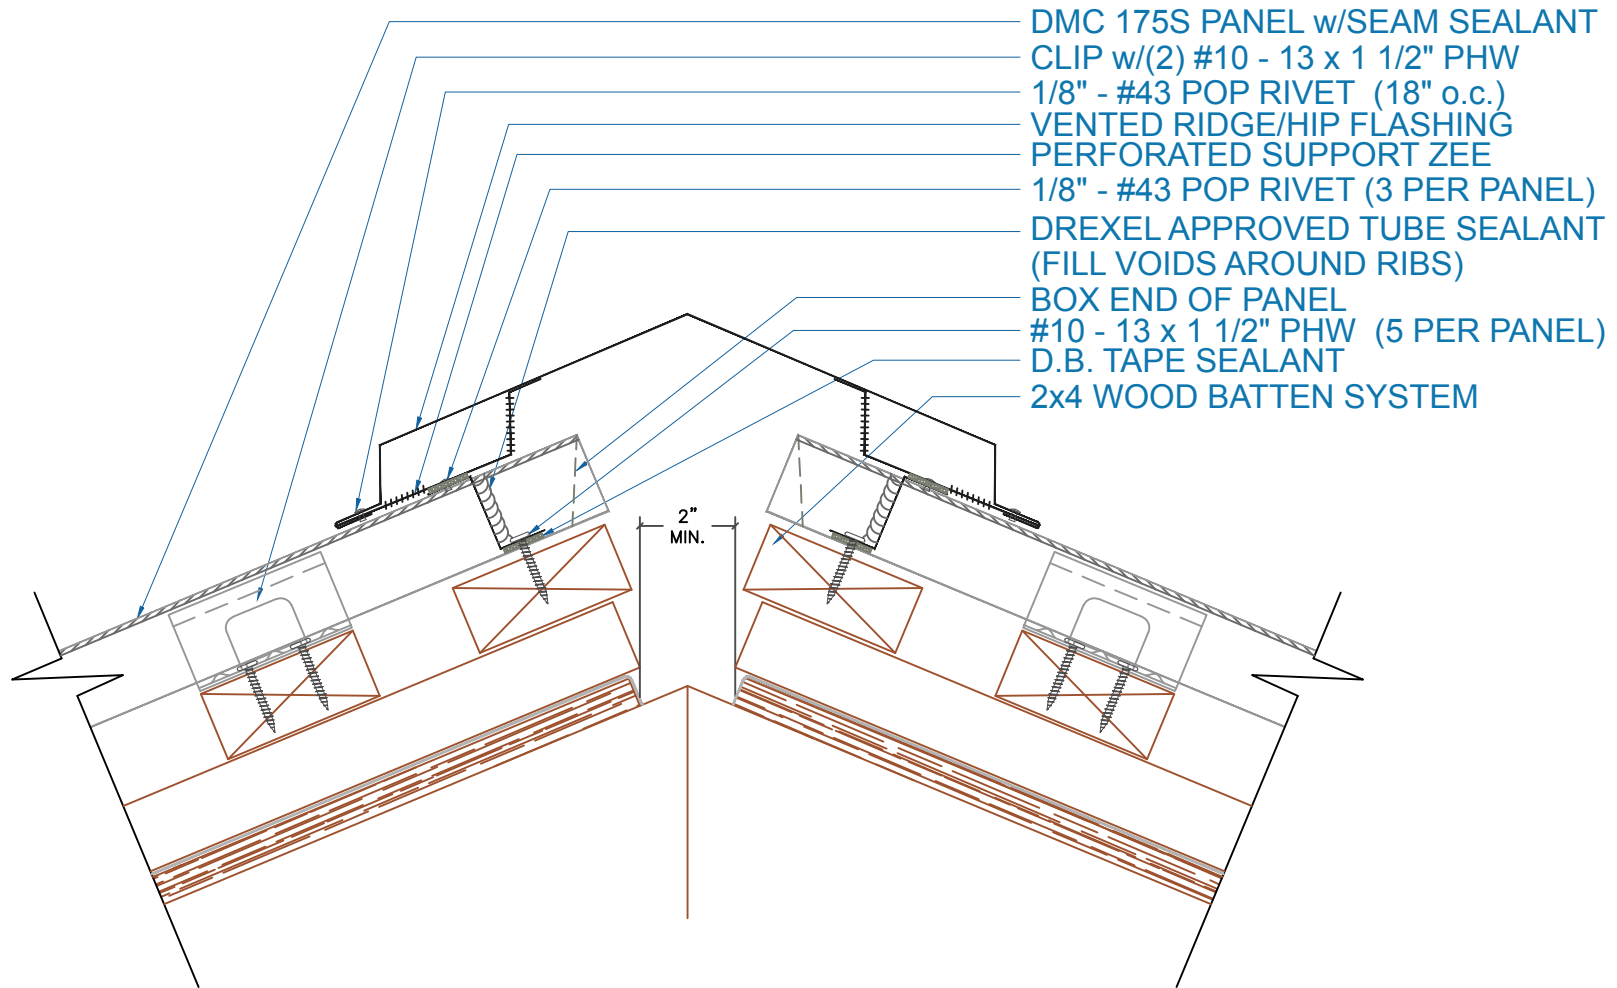 DMC 175S PANEL w/SEAM SEALANT
CLIP w/(2) #10 - 13 x 1 1/2" PHW
1/8" - #43 POP RIVET (18" o.c.)
VENTED RIDGE/HIP FLASHING
PERFORATED SUPPORT ZEE
1/8" - #43 POP RIVET (3 PER PANEL)
DREXEL APPROVED TUBE SEALANT
(FILL VOIDS AROUND RIBS)
BOX END OF PANEL
#10 - 13 x 1 1/2" PHW (5 PER PANEL)
D.B. TAPE SEALANT
2x4 WOOD BATTEN SYSTEM
2"
MIN.